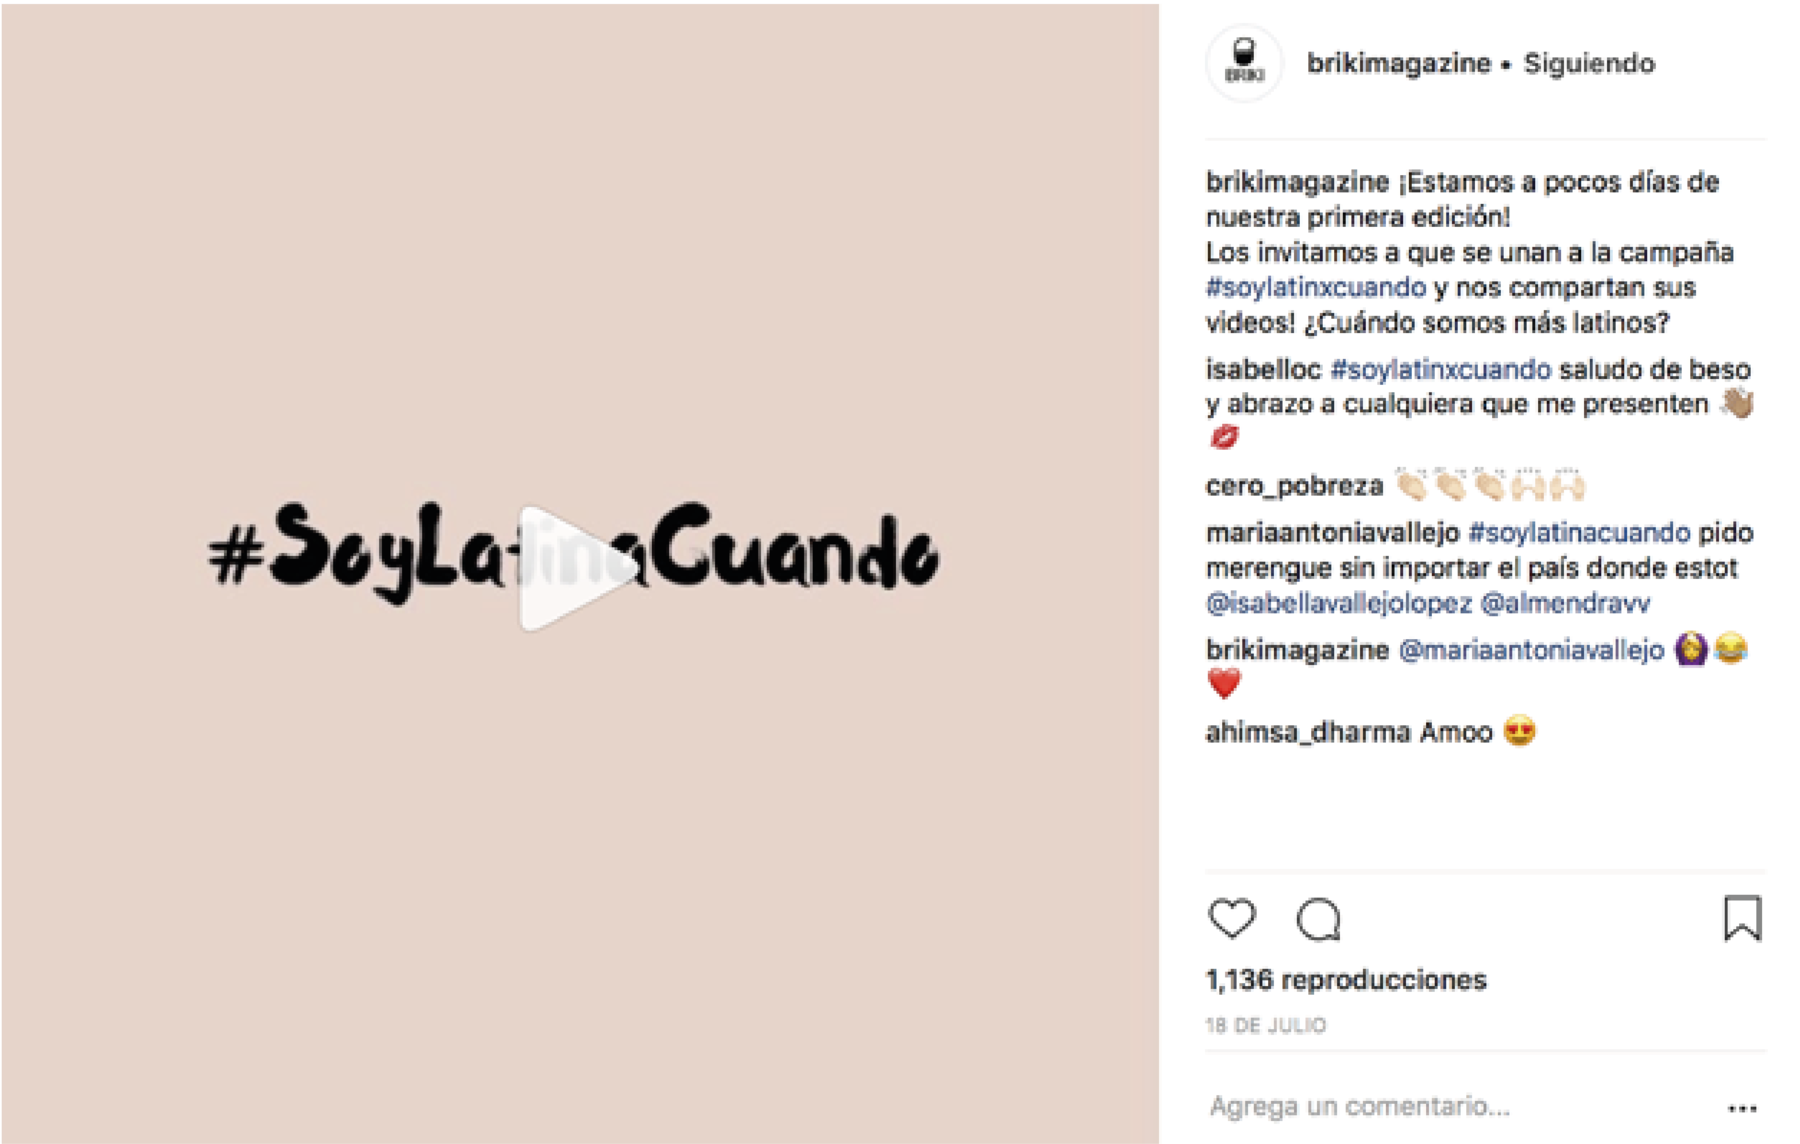 #SoyLatinaCuando
BRIKI
brikimagazine • Siguiendo
brikimagazine ¡Estamos a pocos días de
nuestra primera edición!
Los invitamos a que se unan a la campaña
#soylatinxcuando y nos compartan sus
videos! ¿Cuándo somos más latinos?
isabelloc #soylatinxcuando saludo de beso
y abrazo a cualquiera que me presenten 👋🏽
💋
cero_pobreza 👏🏻👏🏻👏🏻🙌🏻🙌🏻
mariaantoniavallejo #soylatinacuando pido
merengue sin importar el país donde estot
@isabellavallejolopez @almendravv
brikimagazine @mariaantoniavallejo 🙆😂
❤️
ahimsa_dharma Amoo 😍
1,136 reproducciones
18 DE JULIO
Agrega un comentario...